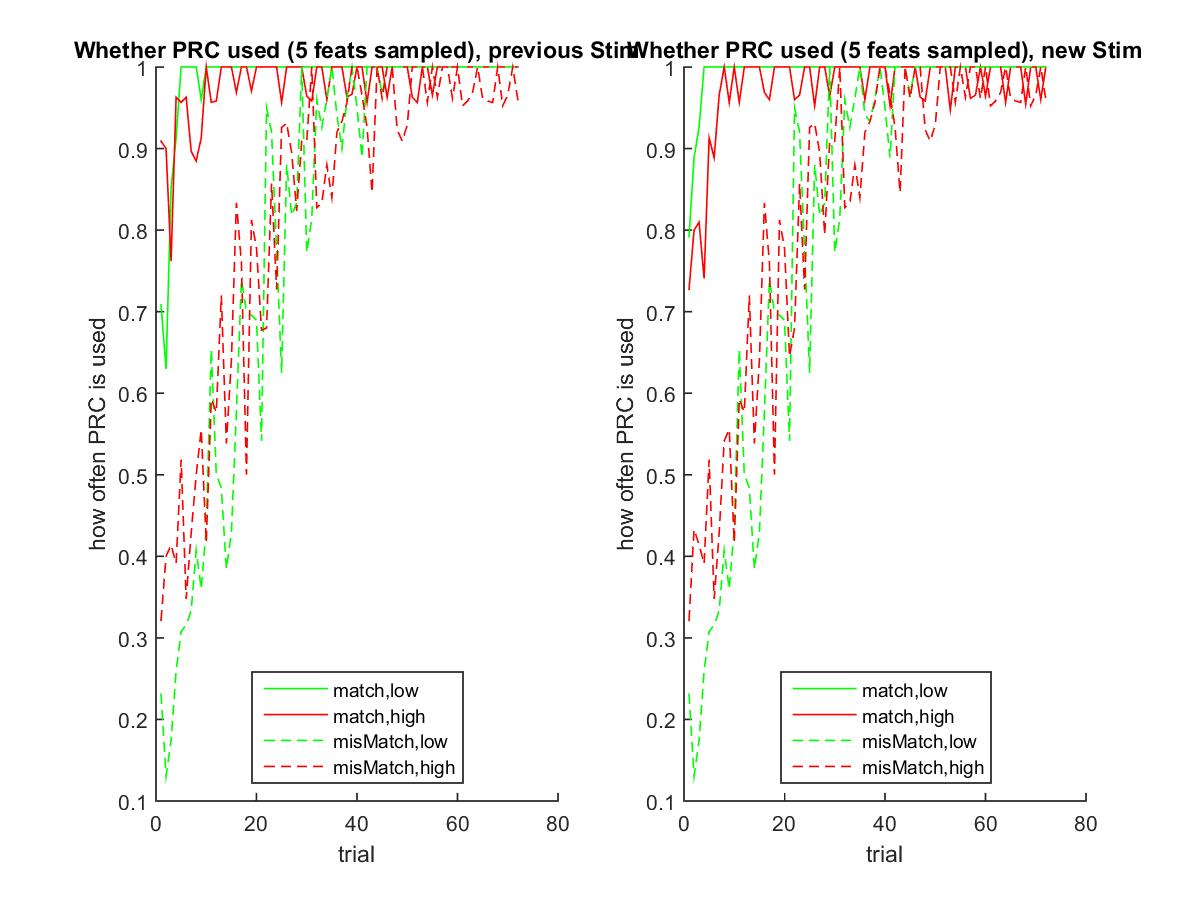 Whether PRC used (5 feats sampled), previous Stim
Whether PRC used (5 feats sampled), new Stim
how often PRC is used
1
0.9
0.8
0.7
0.6
0.5
0.4
0.3
0.2
0.1
match,low
match,high
misMatch,low
misMatch,high
0 20 40 60 80
trial
how often PRC is used
1
0.9
0.8
0.7
0.6
0.5
0.4
0.3
0.2
0.1
match,low
match,high
misMatch,low
misMatch,high
0 20 40 60 80
trial